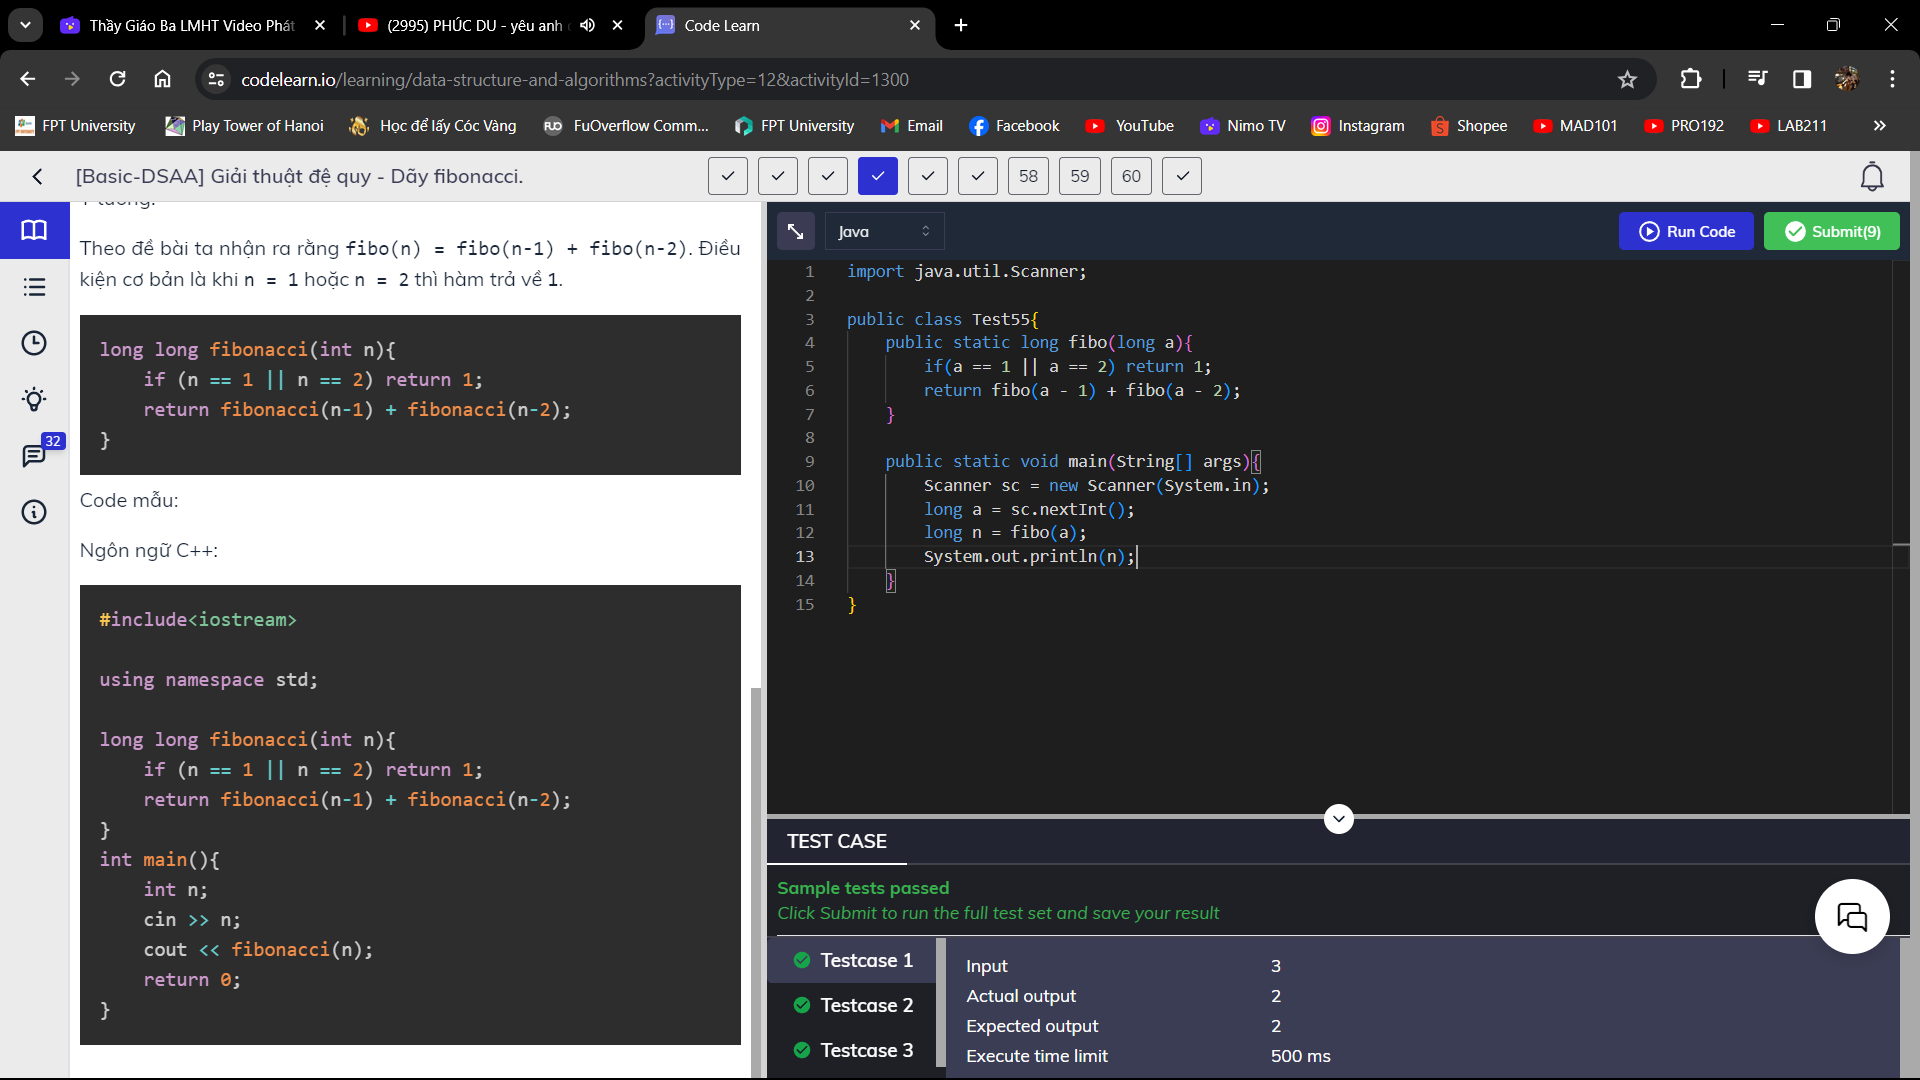 Thầy Giáo Ba LMHT Video Phát
(2995) PHÚC DU - yêu anh
Code Learn
codelearn.io/learning/data-structure-and-algorithms?activityType=12&activityId=1300
FPT University
Play Tower of Hanoi
Học để lấy Cóc Vàng
FuOverflow Comm...
FPT University
Email
Facebook
YouTube
Nimo TV
Instagram
Shopee
MAD101
PRO192
LAB211
[Basic-DSAA] Giải thuật đệ quy - Dãy fibonacci.
58
59
60
Theo đề bài ta nhận ra rằng fibo(n) = fibo(n-1) + fibo(n-2). Điều
kiện cơ bản là khi n = 1 hoặc n = 2 thì hàm trả về 1.
long long fibonacci(int n){
if (n == 1 || n == 2) return 1;
return fibonacci(n-1) + fibonacci(n-2);
}
32
Code mẫu:
Ngôn ngữ C++:
#include<iostream>
using namespace std;
long long fibonacci(int n){
if (n == 1 || n == 2) return 1;
return fibonacci(n-1) + fibonacci(n-2);
}
int main(){
int n;
cin >> n;
cout << fibonacci(n);
return 0;
}
Java
Run Code
Submit(9)
1 import java.util.Scanner;
2
3 public class Test55{
4 public static long fibo(long a){
5 if(a == 1 || a == 2) return 1;
6 return fibo(a - 1) + fibo(a - 2);
7 }
8
9 public static void main(String[] args){
10 Scanner sc = new Scanner(System.in);
11 long a = sc.nextInt();
12 long n = fibo(a);
13 System.out.println(n);
14 }
15 }
TEST CASE
Sample tests passed
Click Submit to run the full test set and save your result
Testcase 1
Testcase 2
Testcase 3
Input 3
Actual output 2
Expected output 2
Execute time limit 500 ms